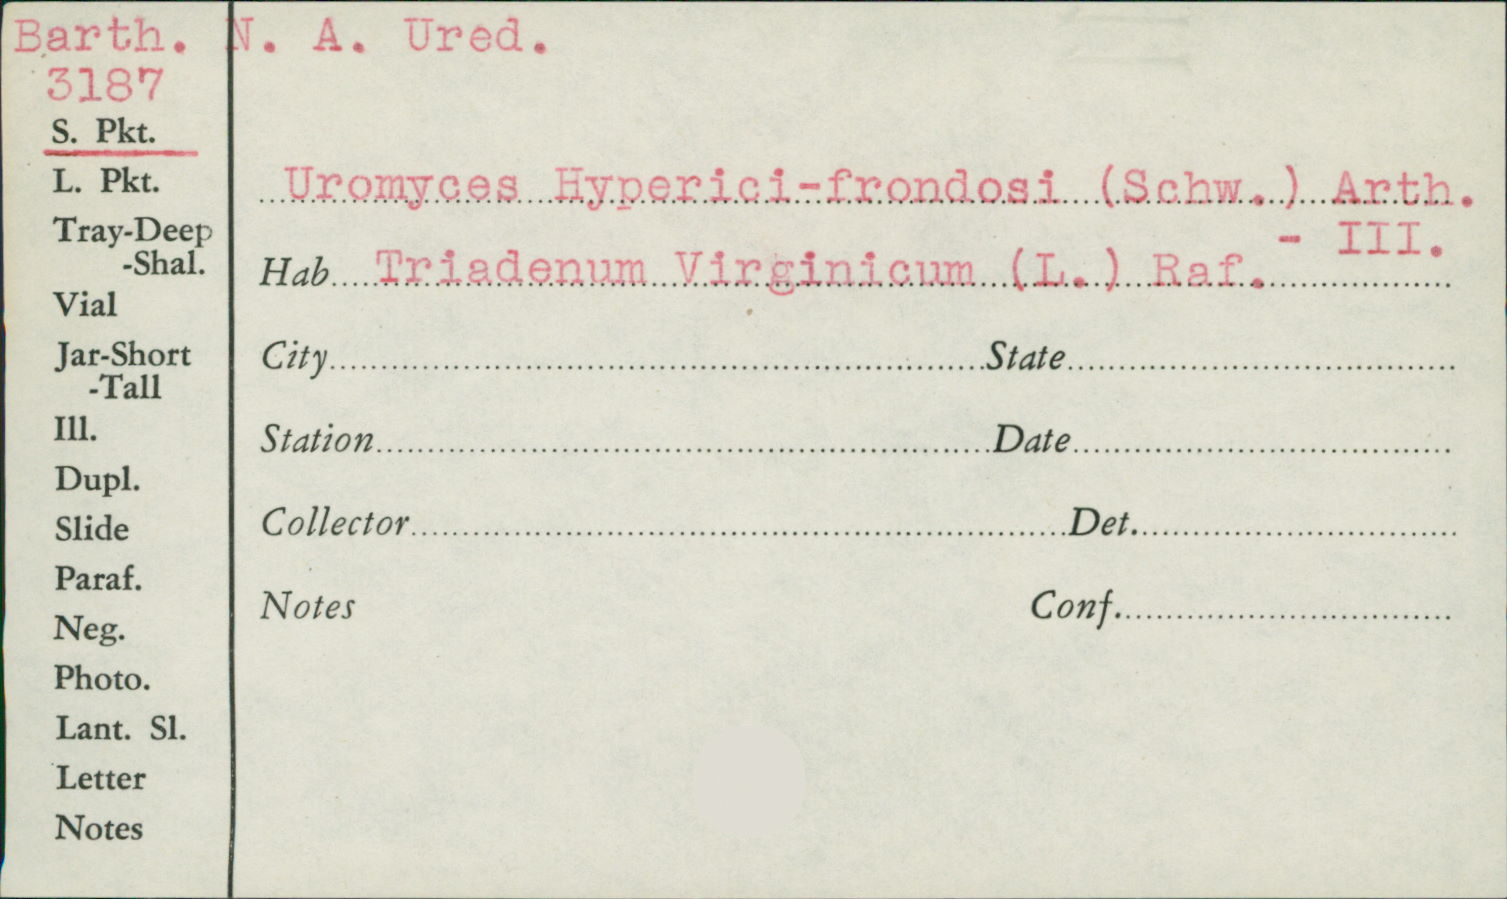 Barth. N. A. Ured.
3187
S. Pkt.
L. Pkt.
Tray-Deep
-Shal.
Vial
Jar-Short
-Tall
Ill.
Dupl.
Slide
Paraf.
Neg.
Photo.
Lant. Sl.
Letter
Notes
Uromyces Hyperici-frondosi (Schw.) Arth.
- III.
Hab. Triadenum Virginicum (L.) Raf.
City State
Station Date
Collector Det.
Notes Conf.